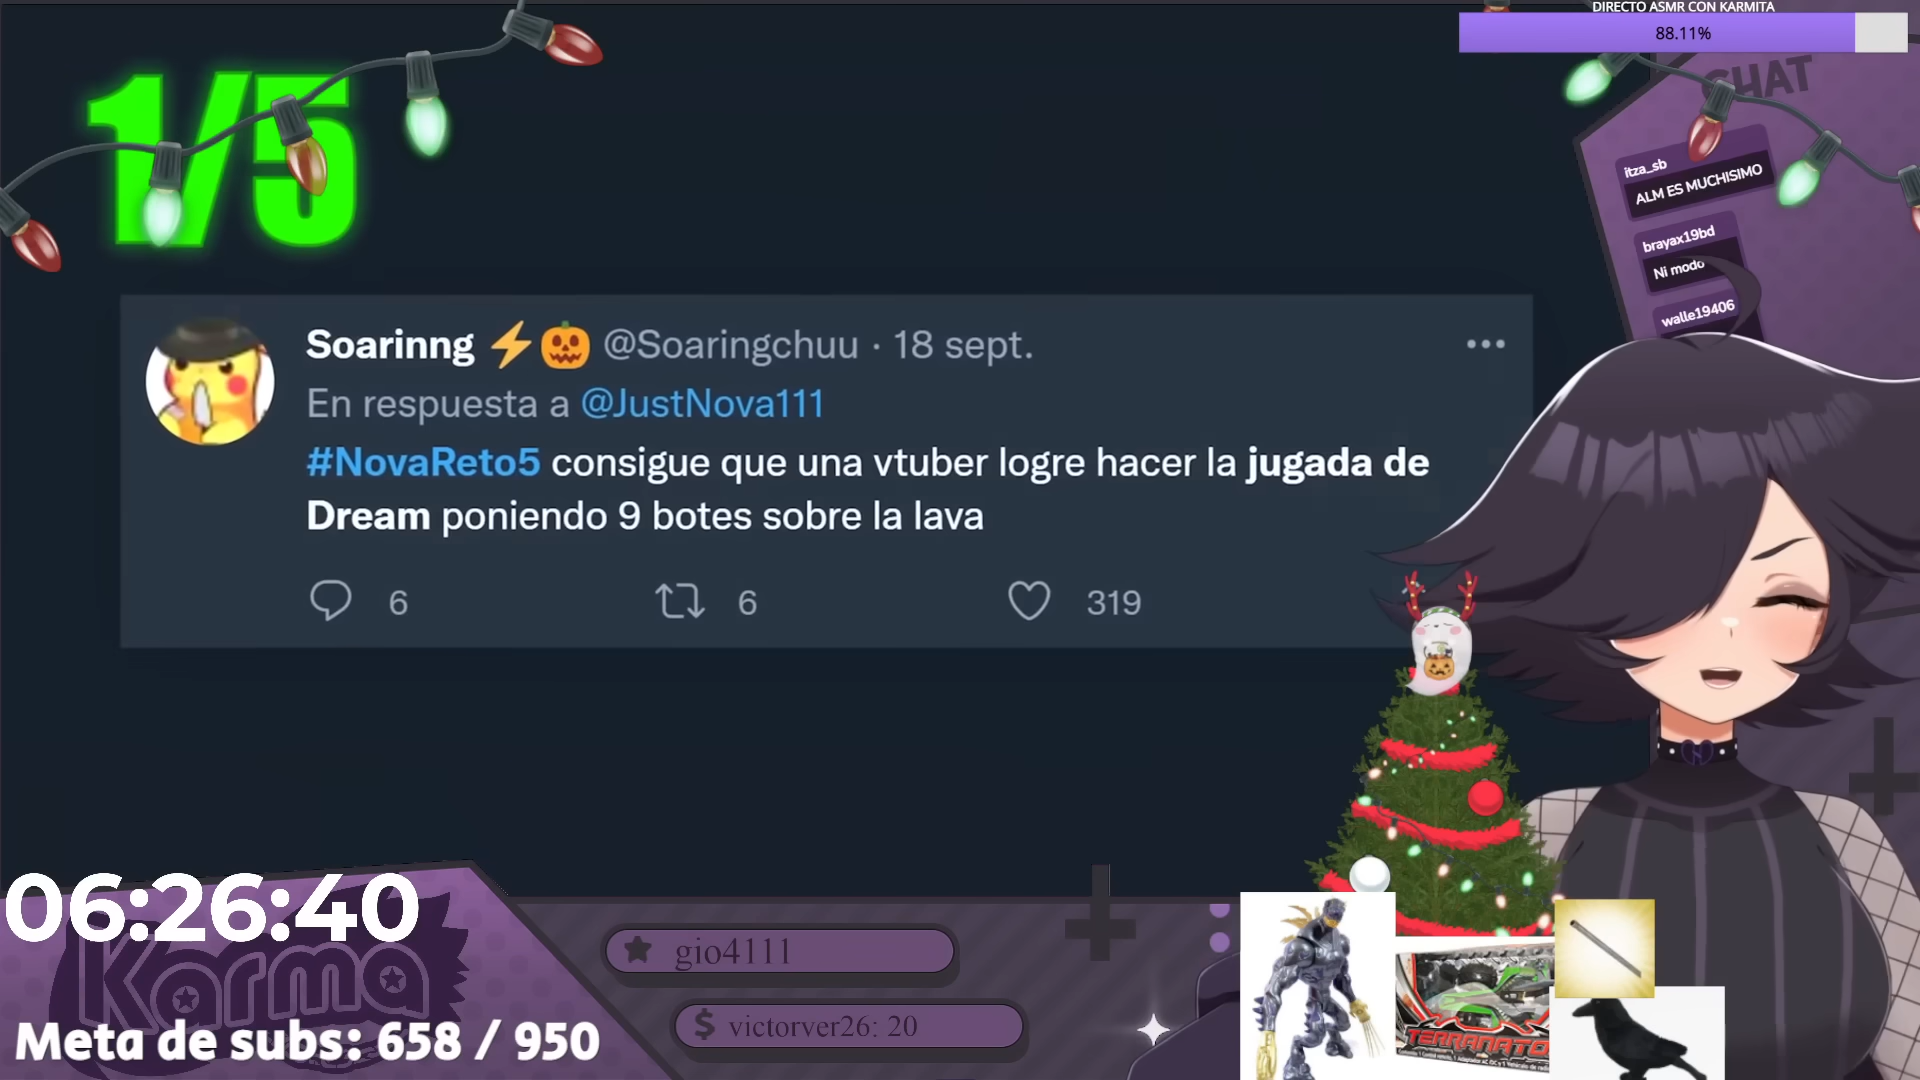 DIRECTO ASMR CON KARMITA
88.11%
1/5
CHAT
itza_sb
ALM ES MUCHISIMO
brayax19bd
Ni modo
walle19406
Soarinng ⚡🎃 @Soaringchuu · 18 sept.
En respuesta a @JustNova111
#NovaReto5 consigue que una vtuber logre hacer la jugada de
Dream poniendo 9 botes sobre la lava
6
6
319
06:26:40
Karma
Meta de subs: 658 / 950
gio4111
$ victorver26: 20